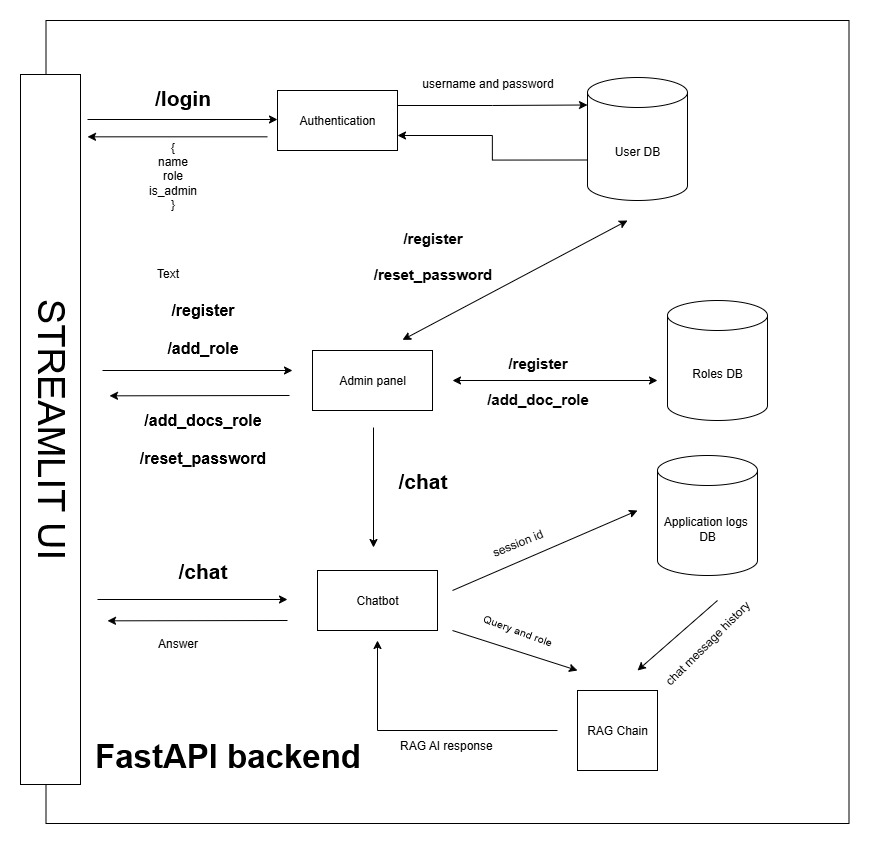 /login
username and password
Authentication
User DB
{
name
role
is_admin
}
/register
/reset_password
Text
/register
/add_role
STREAMLIT UI
Admin panel
/register
/add_doc_role
Roles DB
/add_docs_role
/reset_password
/chat
Application logs
DB
session id
/chat
Chatbot
Answer
Query and role
chat message history
RAG Chain
RAG AI response
FastAPI backend